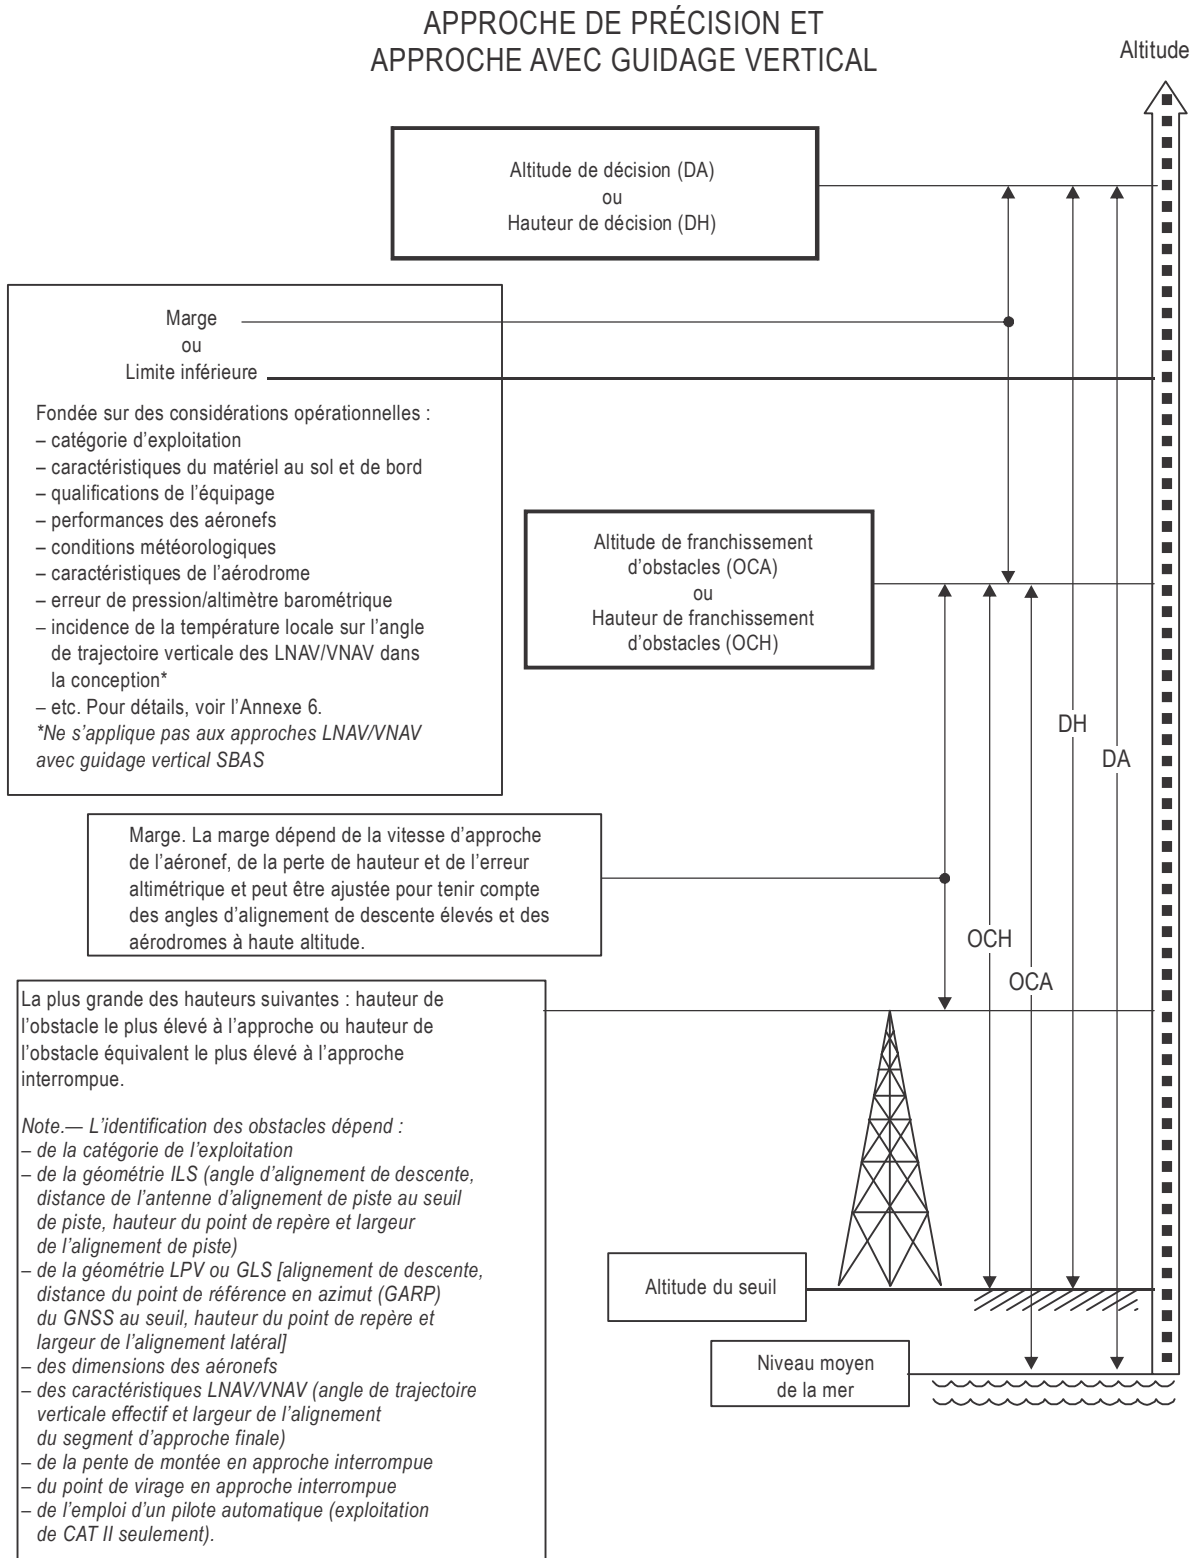 APPROCHE DE PRÉCISION ET
APPROCHE AVEC GUIDAGE VERTICAL
Altitude
Altitude de décision (DA)
ou
Hauteur de décision (DH)
Marge
ou
Limite inférieure
Fondée sur des considérations opérationnelles :
– catégorie d’exploitation
– caractéristiques du matériel au sol et de bord
– qualifications de l’équipage
– performances des aéronefs
– conditions météorologiques
– caractéristiques de l’aérodrome
– erreur de pression/altimètre barométrique
– incidence de la température locale sur l’angle
de trajectoire verticale des LNAV/VNAV dans
la conception*
– etc. Pour détails, voir l’Annexe 6.
*Ne s’applique pas aux approches LNAV/VNAV
avec guidage vertical SBAS
Altitude de franchissement
d’obstacles (OCA)
ou
Hauteur de franchissement
d’obstacles (OCH)
DH
DA
Marge. La marge dépend de la vitesse d’approche
de l’aéronef, de la perte de hauteur et de l’erreur
altimétrique et peut être ajustée pour tenir compte
des angles d’alignement de descente élevés et des
aérodromes à haute altitude.
OCH
OCA
La plus grande des hauteurs suivantes : hauteur de
l’obstacle le plus élevé à l’approche ou hauteur de
l’obstacle équivalent le plus élevé à l’approche
interrompue.
Note.— L’identification des obstacles dépend :
– de la catégorie de l’exploitation
– de la géométrie ILS (angle d’alignement de descente,
distance de l’antenne d’alignement de piste au seuil
de piste, hauteur du point de repère et largeur
de l’alignement de piste)
– de la géométrie LPV ou GLS [alignement de descente,
distance du point de référence en azimut (GARP)
du GNSS au seuil, hauteur du point de repère et
largeur de l’alignement latéral]
– des dimensions des aéronefs
– des caractéristiques LNAV/VNAV (angle de trajectoire
verticale effectif et largeur de l’alignement
du segment d’approche finale)
– de la pente de montée en approche interrompue
– du point de virage en approche interrompue
– de l’emploi d’un pilote automatique (exploitation
de CAT II seulement).
Altitude du seuil
Niveau moyen
de la mer